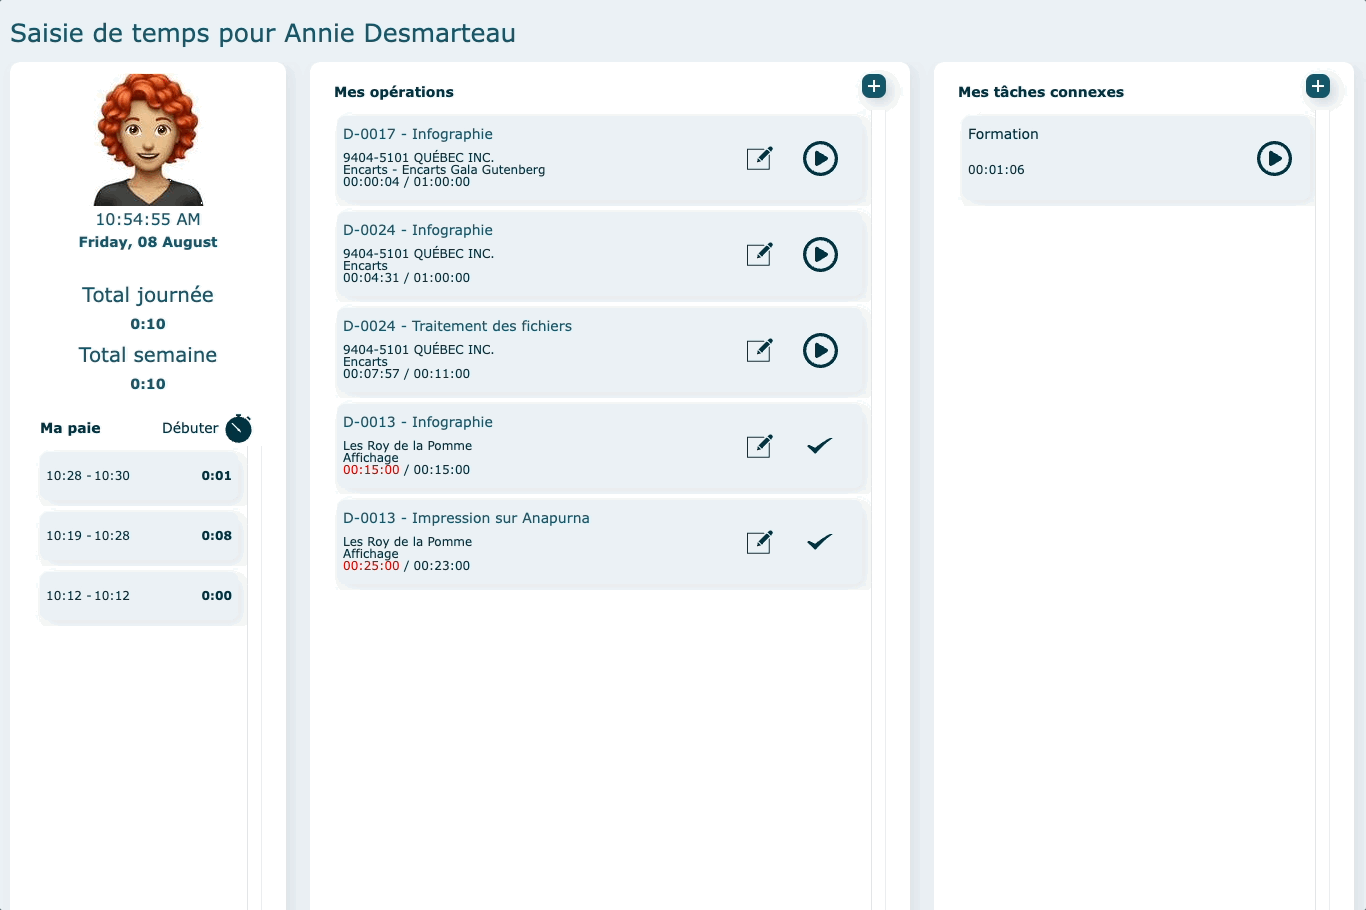 Saisie de temps pour Annie Desmarteau
10:54:55 AM
Friday, 08 August
Total journée
0:10
Total semaine
0:10
Ma paie Débuter
10:28 - 10:30 0:01
10:19 - 10:28 0:08
10:12 - 10:12 0:00
Mes opérations
D-0017 - Infographie
9404-5101 QUÉBEC INC.
Encarts - Encarts Gala Gutenberg
00:00:04 / 01:00:00
D-0024 - Infographie
9404-5101 QUÉBEC INC.
Encarts
00:04:31 / 01:00:00
D-0024 - Traitement des fichiers
9404-5101 QUÉBEC INC.
Encarts
00:07:57 / 00:11:00
D-0013 - Infographie
Les Roy de la Pomme
Affichage
00:15:00 / 00:15:00
D-0013 - Impression sur Anapurna
Les Roy de la Pomme
Affichage
00:25:00 / 00:23:00
Mes tâches connexes
Formation
00:01:06